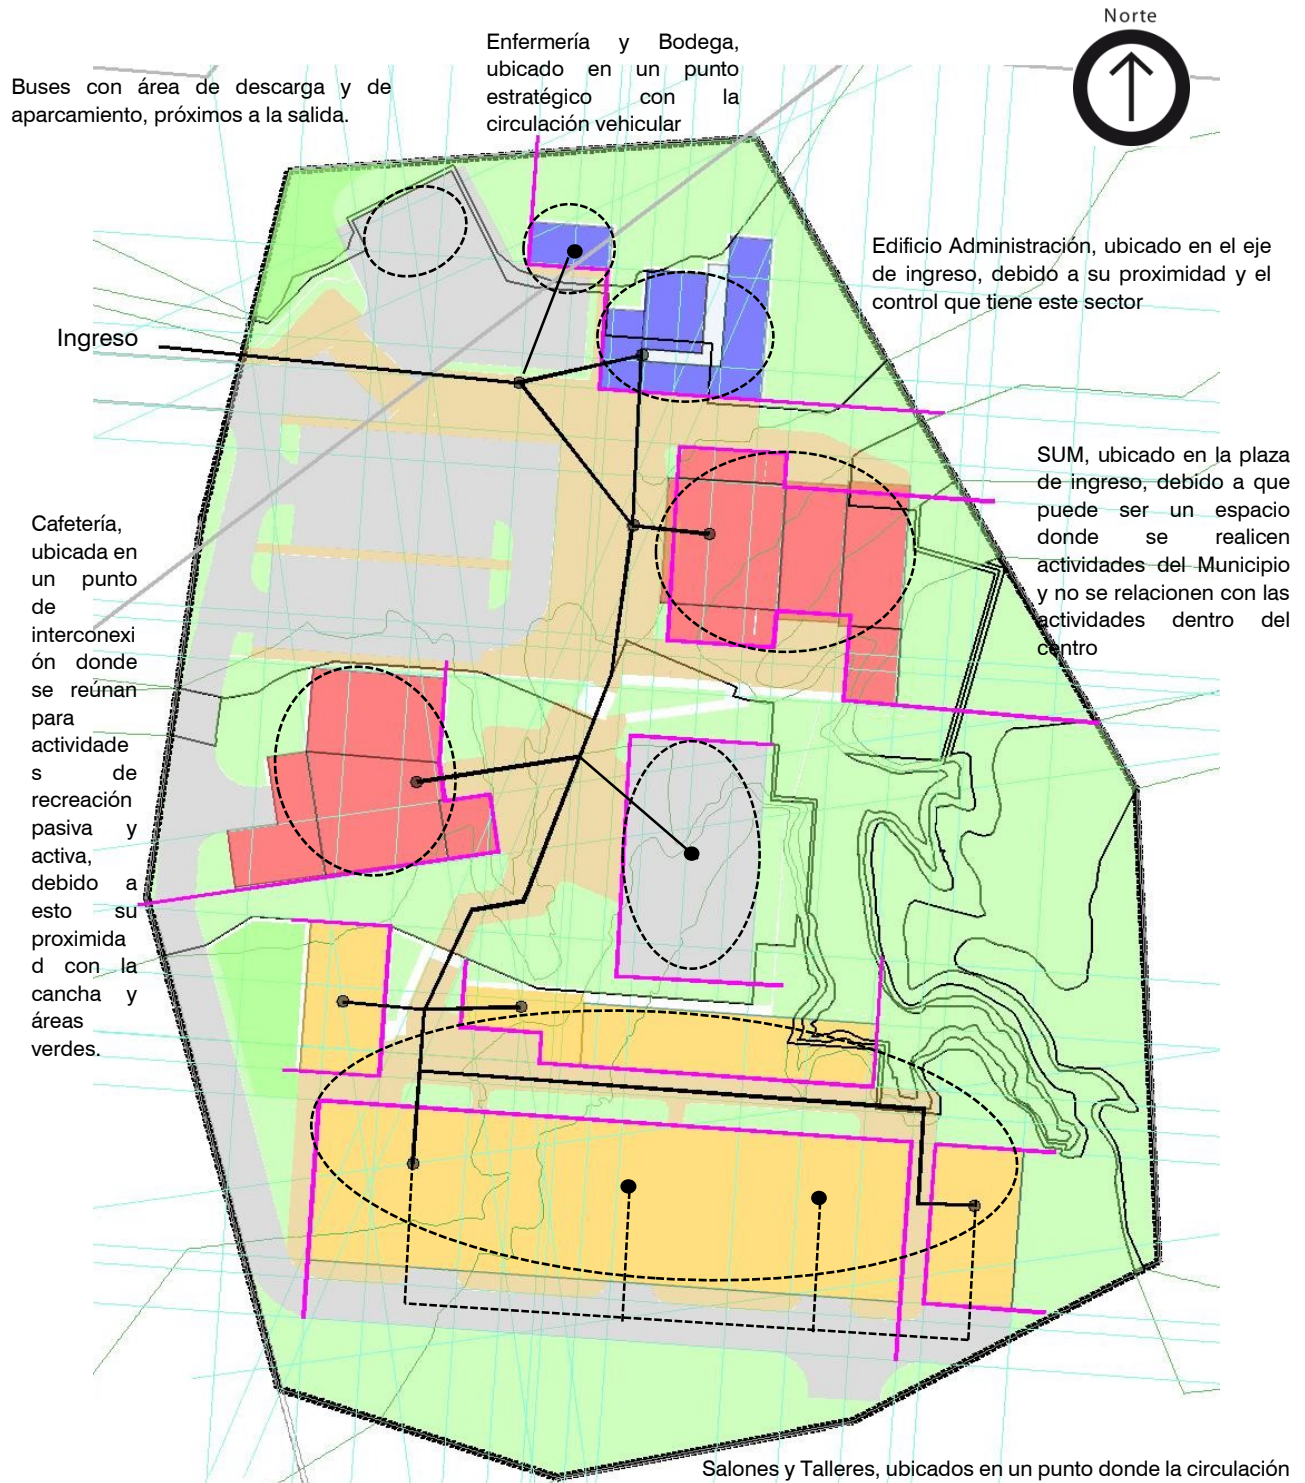 Norte
Enfermería y Bodega,
ubicado en un punto
estratégico con la
circulación vehicular
Buses con área de descarga y de
aparcamiento, próximos a la salida.
Edificio Administración, ubicado en el eje
de ingreso, debido a su proximidad y el
control que tiene este sector
Ingreso
SUM, ubicado en la plaza
de ingreso, debido a que
puede ser un espacio
donde se realicen
actividades del Municipio
y no se relacionen con las
actividades dentro del
centro
Cafetería,
ubicada en
un punto
de
interconexi
ón donde
se reúnan
para
actividade
s de
recreación
pasiva y
activa,
debido a
esto su
proximida
d con la
cancha y
áreas
verdes.
Salones y Talleres, ubicados en un punto donde la circulación